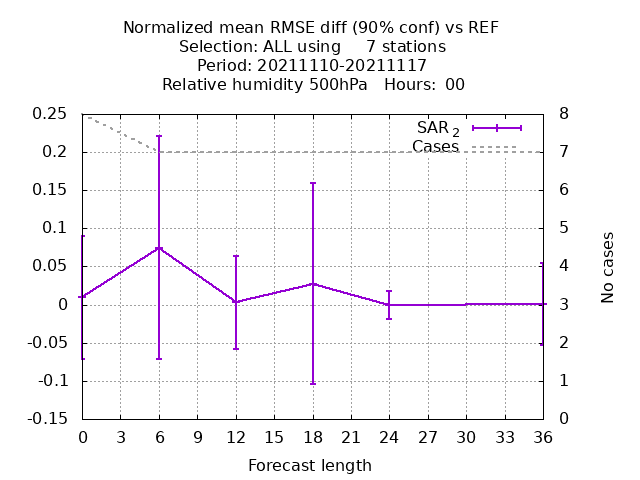 Normalized mean RMSE diff (90% conf) vs REF
Selection: ALL using     7 stations
Period: 20211110-20211117
Relative humidity 500hPa   Hours:  00
0.25
0.2
0.15
0.1
0.05
0
-0.05
-0.1
-0.15
8
7
6
5
4
3
2
1
0
SAR 2
Cases
No cases
0 3 6 9 12 15 18 21 24 27 30 33 36
Forecast length